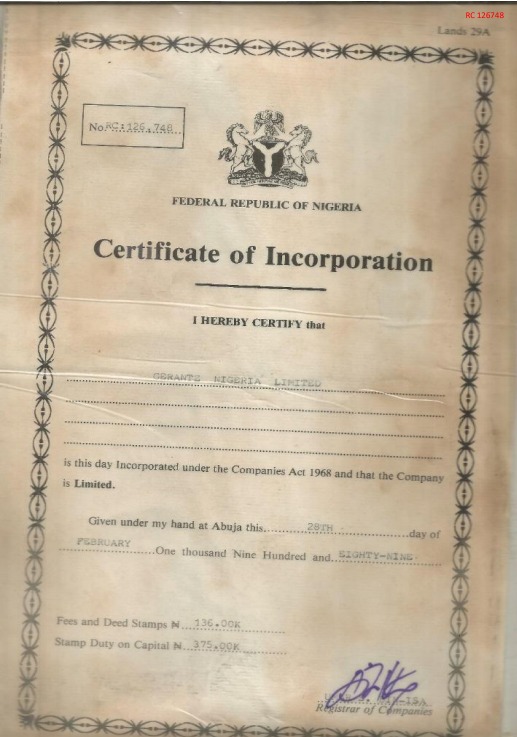 RC 126748
Lands 29A
No. RC:126,748
FEDERAL REPUBLIC OF NIGERIA
Certificate of Incorporation
I HEREBY CERTIFY that
NIGERIA LIMITED
is this day Incorporated under the Companies Act 1968 and that the Company
is Limited.
Given under my hand at Abuja this 28TH day of
FEBRUARY One thousand Nine Hundred and EIGHTY-NINE
Fees and Deed Stamps ₦ 136.00K
Stamp Duty on Capital ₦ 375.00K
Registrar of Companies